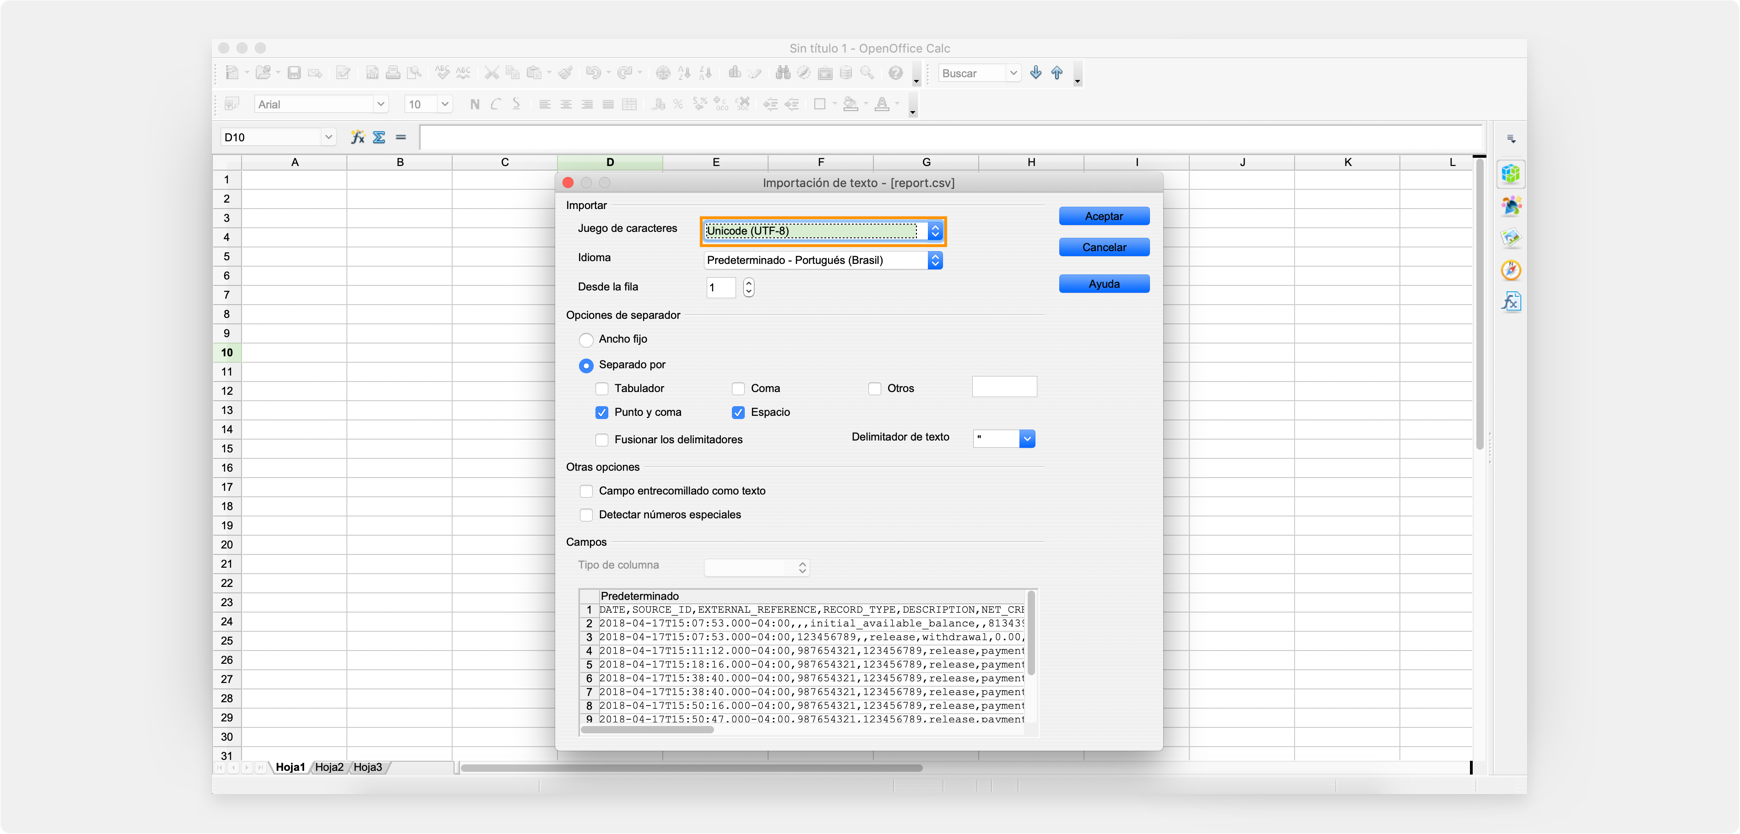 Sin título 1 - OpenOffice Calc
Buscar
Arial 10
D10
A B C D E F G H I J K L
Importación de texto - [report.csv]
Importar
Juego de caracteres Unicode (UTF-8)
Idioma Predeterminado - Portugués (Brasil)
Desde la fila 1
Aceptar
Cancelar
Ayuda
Opciones de separador
Ancho fijo
Separado por
Tabulador Coma Otros
Punto y coma Espacio
Fusionar los delimitadores Delimitador de texto "
Otras opciones
Campo entrecomillado como texto
Detectar números especiales
Campos
Tipo de columna
Predeterminado
1 DATE,SOURCE_ID,EXTERNAL_REFERENCE,RECORD_TYPE,DESCRIPTION,NET_CRE
2 2018-04-17T15:07:53.000-04:00,,,initial_available_balance,,813439
3 2018-04-17T15:07:53.000-04:00,123456789,,release,withdrawal,0.00,
4 2018-04-17T15:11:12.000-04:00,987654321,123456789,release,payment
5 2018-04-17T15:18:16.000-04:00,987654321,123456789,release,payment
6 2018-04-17T15:38:40.000-04:00,987654321,123456789,release,payment
7 2018-04-17T15:38:40.000-04:00,987654321,123456789,release,payment
8 2018-04-17T15:50:16.000-04:00,987654321,123456789,release,payment
9 2018-04-17T15:50:47.000-04:00,987654321,123456789,release,payment
1
2
3
4
5
6
7
8
9
10
11
12
13
14
15
16
17
18
19
20
21
22
23
24
25
26
27
28
29
30
31
Hoja1 Hoja2 Hoja3